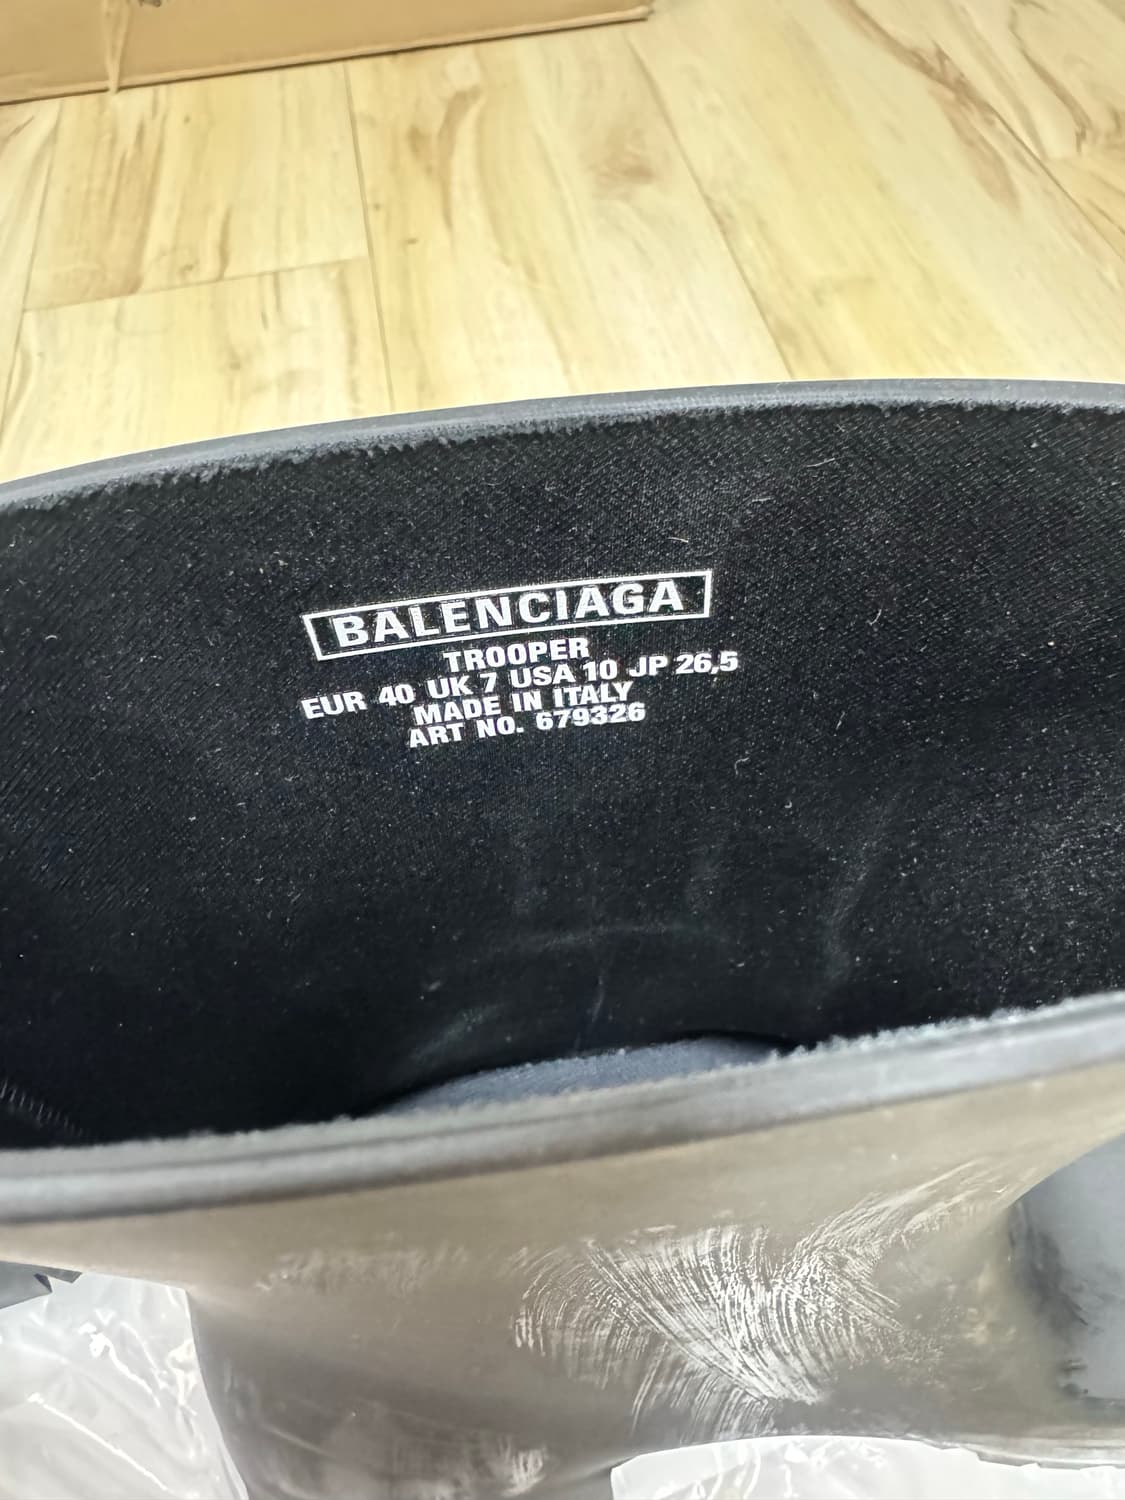 BALENCIAGA
TROOPER
EUR 40 UK 7 USA 10 JP 26,5
MADE IN ITALY
ART NO. 679326